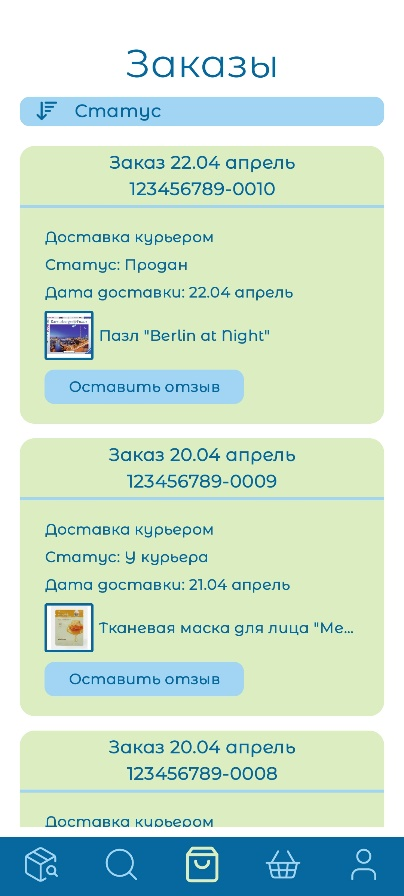 Заказы
Статус
Заказ 22.04 апрель
123456789-0010
Доставка курьером
Статус: Продан
Дата доставки: 22.04 апрель
Пазл "Berlin at Night"
Оставить отзыв
Заказ 20.04 апрель
123456789-0009
Доставка курьером
Статус: У курьера
Дата доставки: 21.04 апрель
Тканевая маска для лица "Ме...
Оставить отзыв
Заказ 20.04 апрель
123456789-0008
Доставка курьером